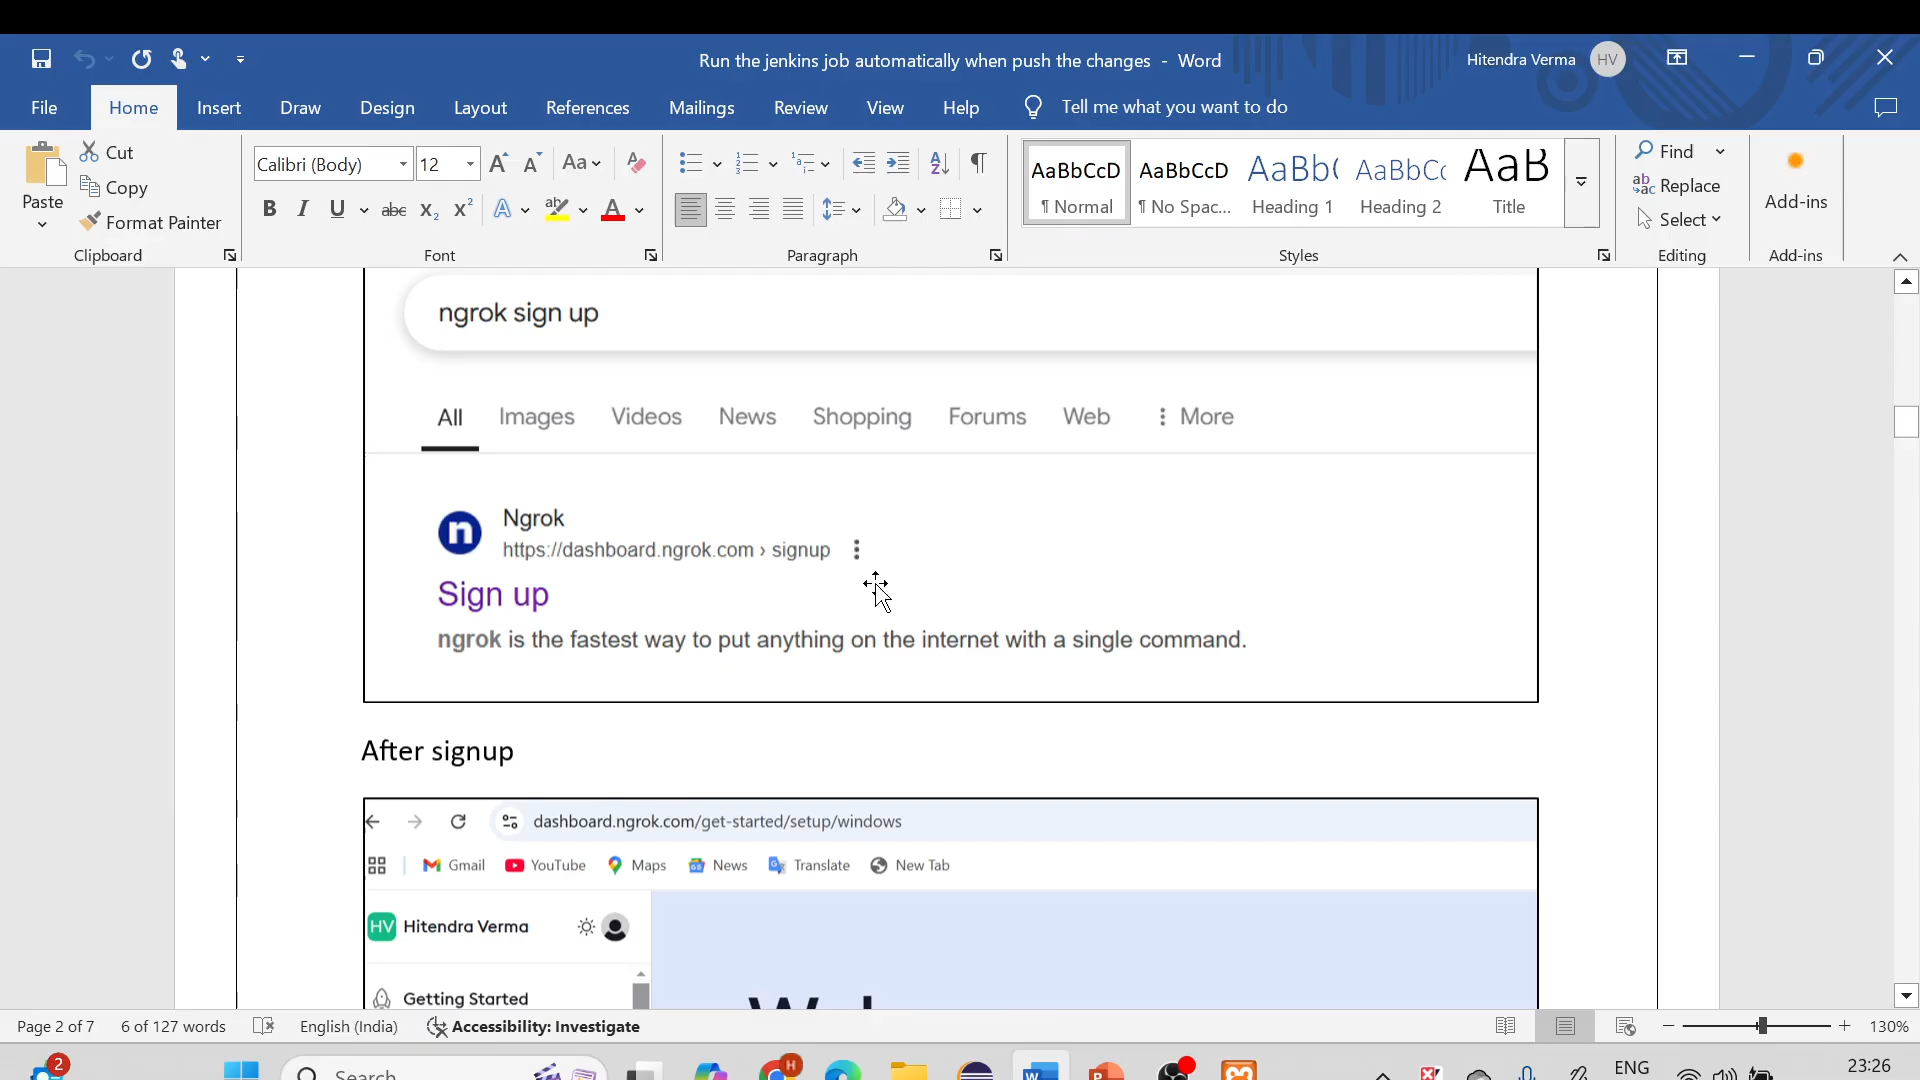 Run the jenkins job automatically when push the changes - Word
Hitendra Verma HV
File Home Insert Draw Design Layout References Mailings Review View Help Tell me what you want to do
Paste
Cut
Copy
Format Painter
Clipboard
Calibri (Body) 12
Font
Paragraph
AaBbCcD AaBbCcD AaBb( AaBbCc AaB
¶ Normal ¶ No Spac... Heading 1 Heading 2 Title
Styles
Find
Replace
Select
Editing
Add-ins
Add-ins
ngrok sign up
All Images Videos News Shopping Forums Web More
Ngrok
https://dashboard.ngrok.com › signup
Sign up
ngrok is the fastest way to put anything on the internet with a single command.
After signup
dashboard.ngrok.com/get-started/setup/windows
Gmail YouTube Maps News Translate New Tab
HV Hitendra Verma
Getting Started
Page 2 of 7 6 of 127 words English (India) Accessibility: Investigate 130%
2 Search ENG 23:26